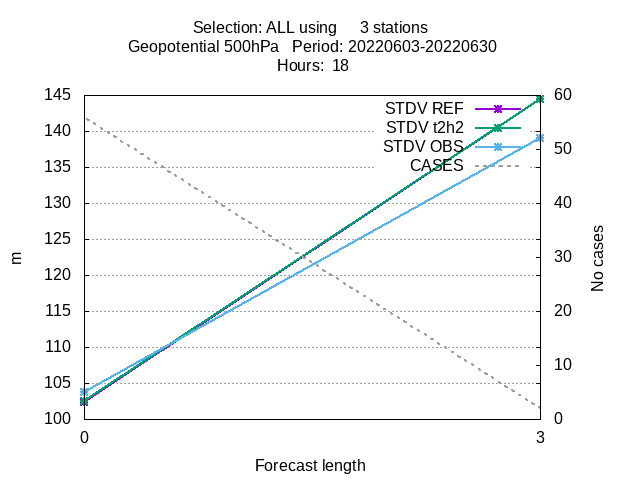 Selection: ALL using 3 stations
Geopotential 500hPa Period: 20220603-20220630
Hours: 18
145 60
STDV REF
140
STDV t2h2
STDV OBS 50
135
CASES
130 40
125
m
120 30
No cases
115 20
110
105 10
100 0
0 3
Forecast length